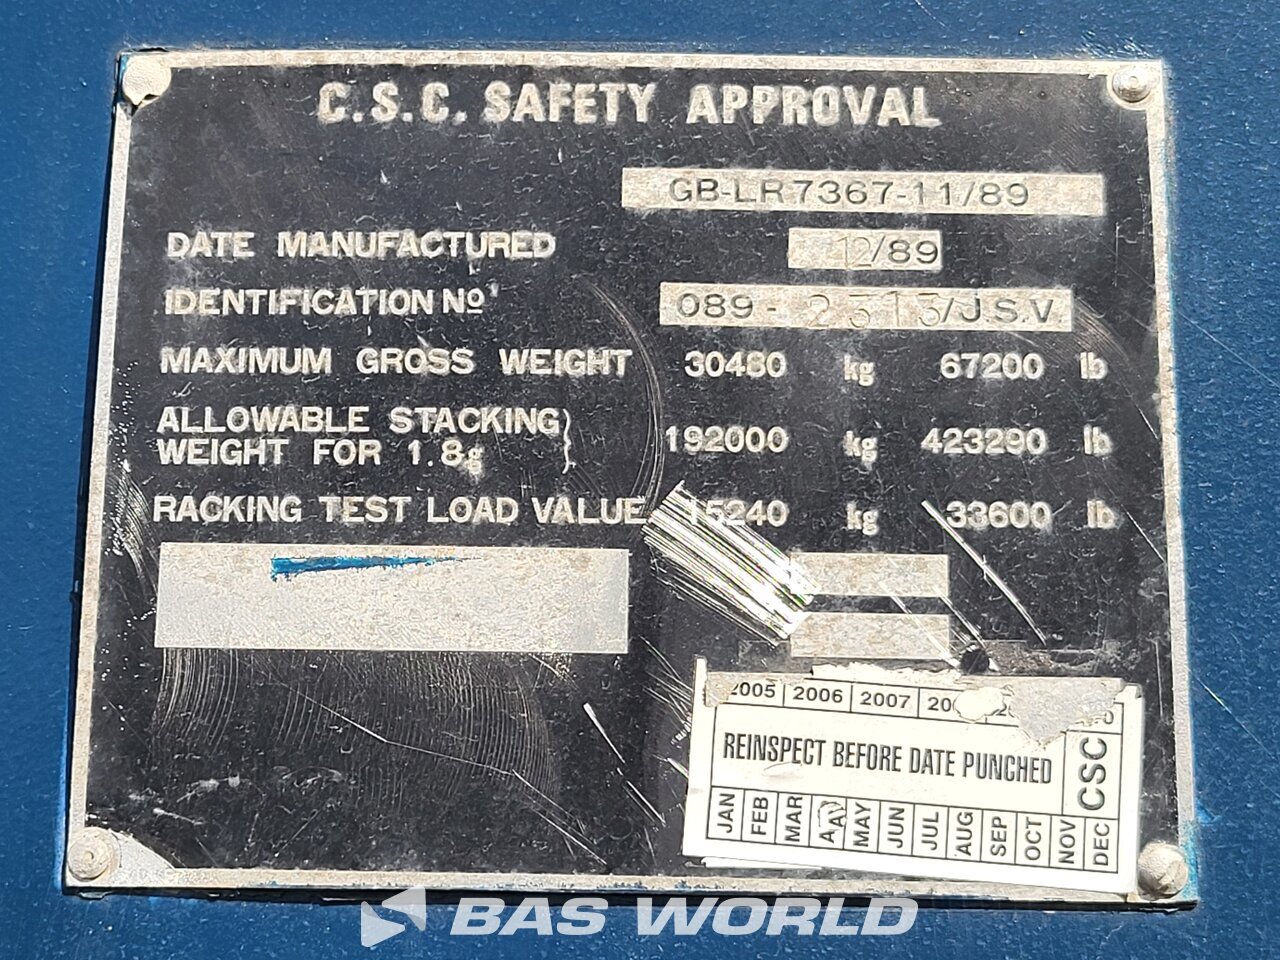 C.S.C. SAFETY APPROVAL
GB-LR7367-11/89
DATE MANUFACTURED 12/89
IDENTIFICATION Nº 089-2313/J.S.V.
MAXIMUM GROSS WEIGHT 30480 kg 67200 lb
ALLOWABLE STACKING
WEIGHT FOR 1.8g } 192000 kg 423290 lb
RACKING TEST LOAD VALUE 15240 kg 33600 lb
2005 2006 2007
REINSPECT BEFORE DATE PUNCHED
CSC
JAN FEB MAR MAY JUN JUL AUG SEP OCT NOV DEC
BAS WORLD